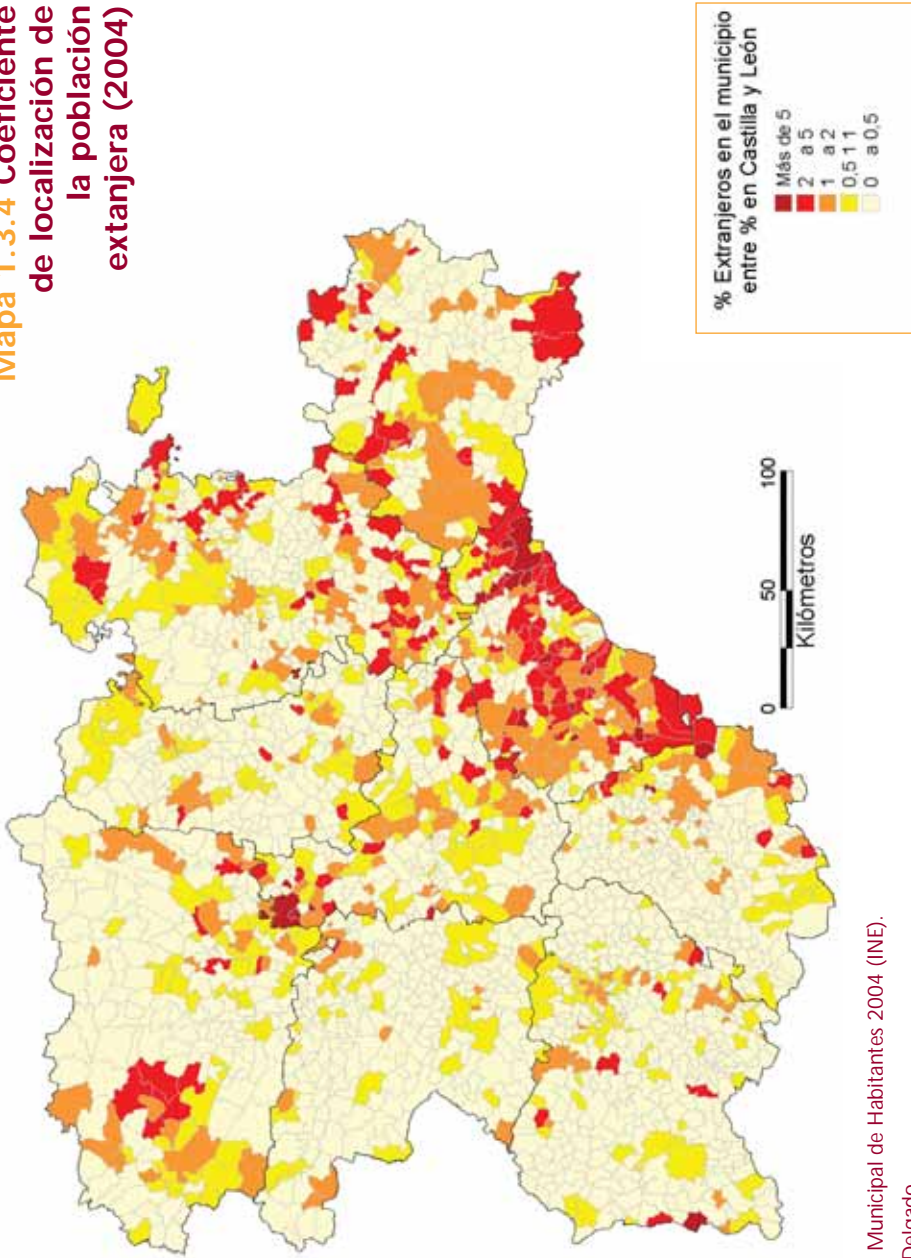 Mapa 1.3.4 Coeficiente
de localización de
la población
extanjera (2004)
% Extranjeros en el municipio
entre % en Castilla y León
Más de 5
2 a 5
1 a 2
0,5 1 1
0 a 0,5
0 50 100
Kilómetros
Municipal de Habitantes 2004 (INE).
Delgado